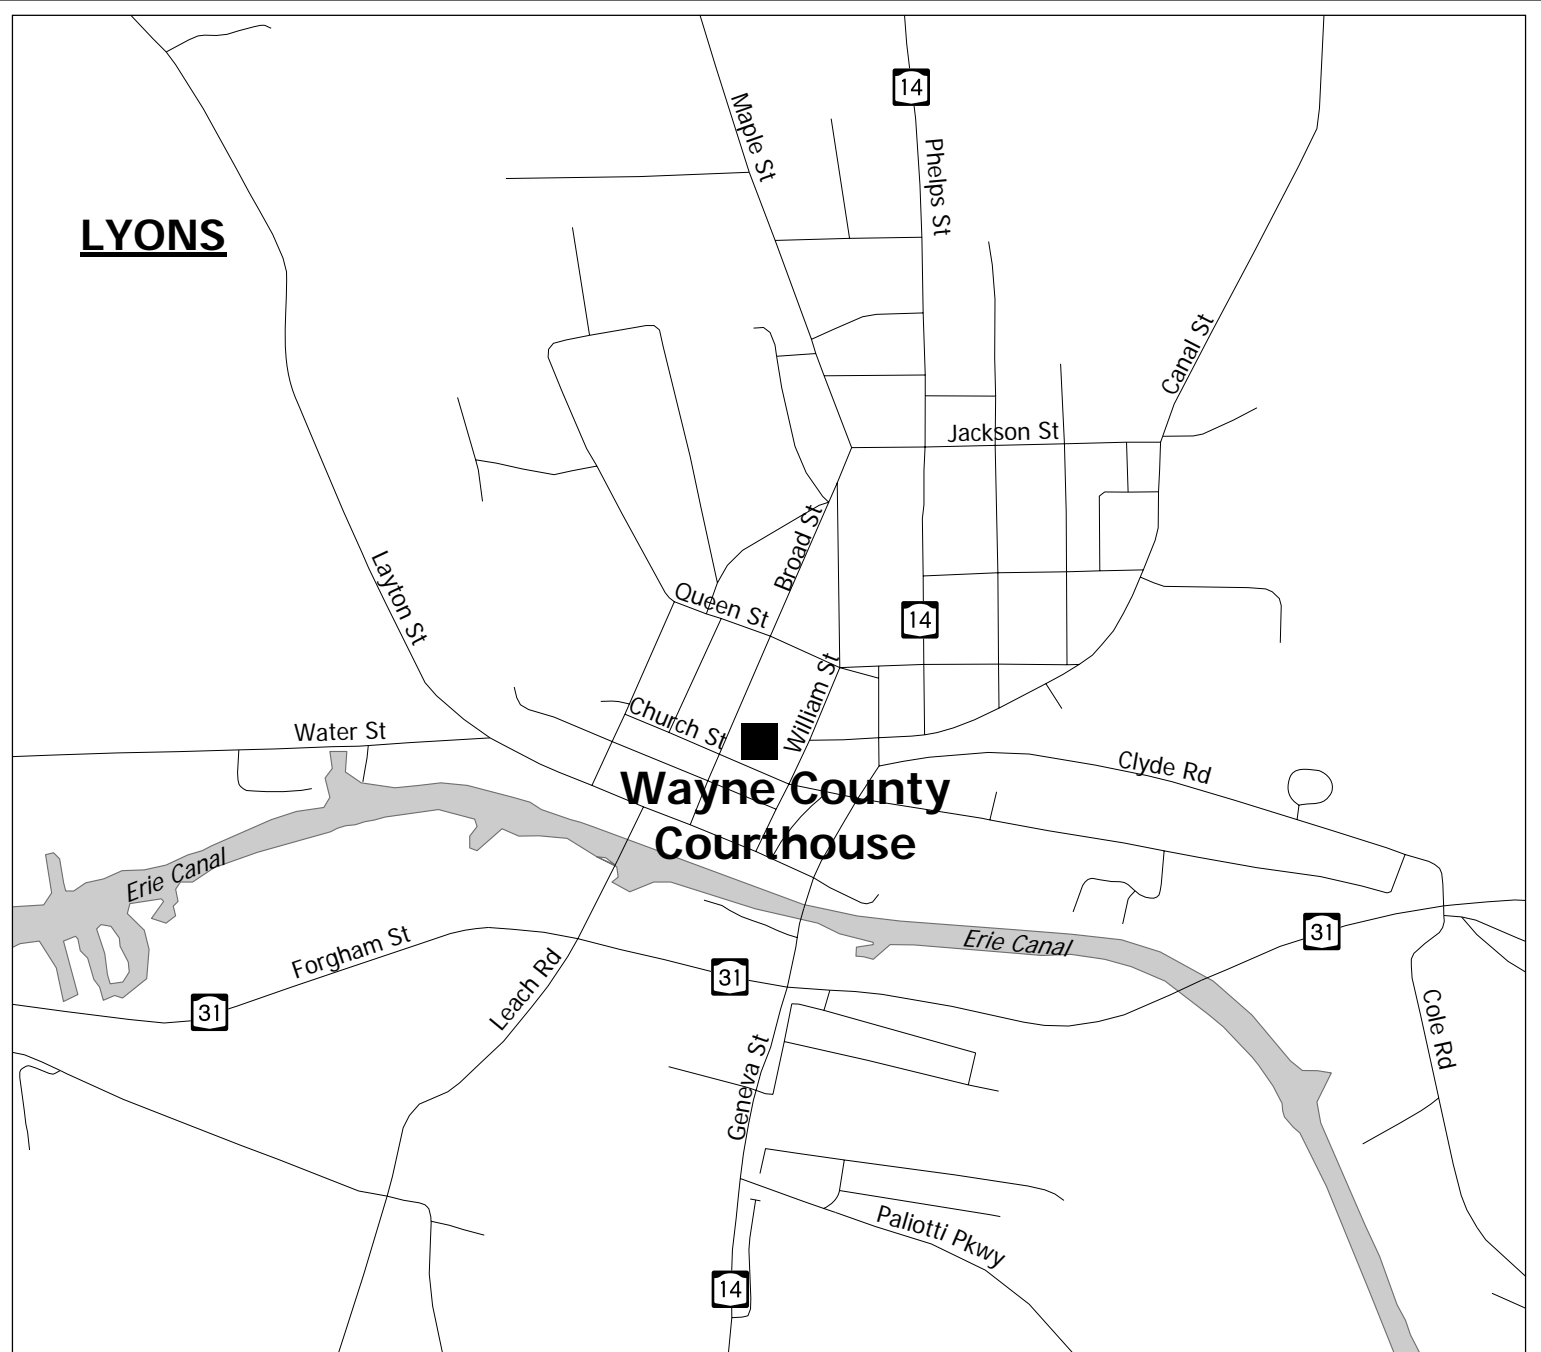 14
Maple St
Phelps St
LYONS
Canal St
Jackson St
Broad St
Layton St
Queen St
14
William St
Church St
Water St
Clyde Rd
Wayne County
Courthouse
Erie Canal
31
Erie Canal
Forgham St
31
Leach Rd
31
Cole Rd
Geneva St
Paliotti Pkwy
14